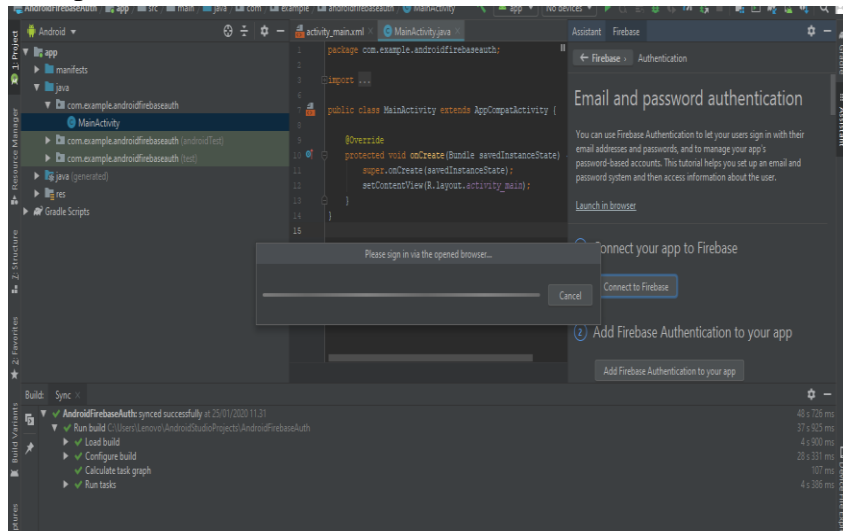 AndroidFirebaseAuth app src main java com example androidfirebaseauth MainActivity app No devices
Android
activity_main.xml MainActivity.java
Assistant Firebase
1: Project
Resource Manager
2: Structure
2: Favorites
Build Variants
app
manifests
java
com.example.androidfirebaseauth
MainActivity
com.example.androidfirebaseauth (androidTest)
com.example.androidfirebaseauth (test)
java (generated)
res
Gradle Scripts
1 package com.example.androidfirebaseauth;
import ...
public class MainActivity extends AppCompatActivity {
@Override
10 protected void onCreate(Bundle savedInstanceState)
11 super.onCreate(savedInstanceState);
12 setContentView(R.layout.activity_main);
13 }
14 }
15
← Firebase › Authentication
Email and password authentication
You can use Firebase Authentication to let your users sign in with their
email addresses and passwords, and to manage your app's
password-based accounts. This tutorial helps you set up an email and
password system and then access information about the user.
Launch in browser
Connect your app to Firebase
Connect to Firebase
2 Add Firebase Authentication to your app
Add Firebase Authentication to your app
Please sign in via the opened browser...
Cancel
Gradle
Assistant
Build: Sync
AndroidFirebaseAuth: synced successfully at 25/01/2020 11.31 48 s 726 ms
Run build C:\Users\Lenovo\AndroidStudioProjects\AndroidFirebaseAuth 37 s 925 ms
Load build 4 s 900 ms
Configure build 28 s 331 ms
Calculate task graph 107 ms
Run tasks 4 s 386 ms